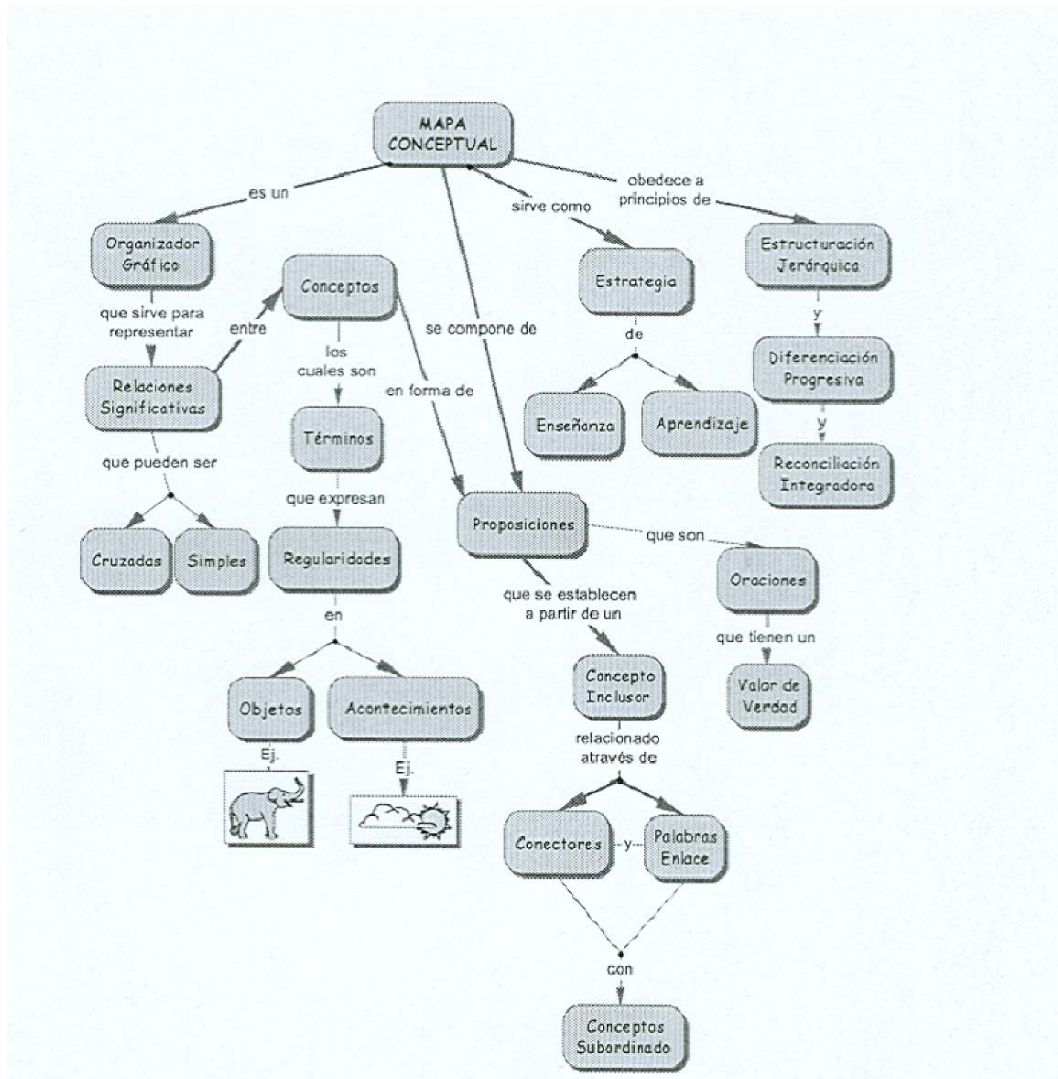 MAPA
CONCEPTUAL
es un
sirve como
obedece a
principios de
Organizador
Gráfico
Conceptos
Estrategia
Estructuración
Jerárquica
que sirve para
representar
entre
se compone de
los
cuales son
en forma de
de
y
Relaciones
Significativas
Términos
Enseñanza
Aprendizaje
Diferenciación
Progresiva
y
Reconciliación
Integradora
que pueden ser
que expresan
Cruzadas
Simples
Regularidades
Proposiciones
que son
Oraciones
en
que se establecen
a partir de un
que tienen un
Objetos
Acontecimientos
Concepto
Inclusor
Valor de
Verdad
Ej.
Ej.
relacionado
através de
Conectores
y
Palabras
Enlace
con
Conceptos
Subordinado